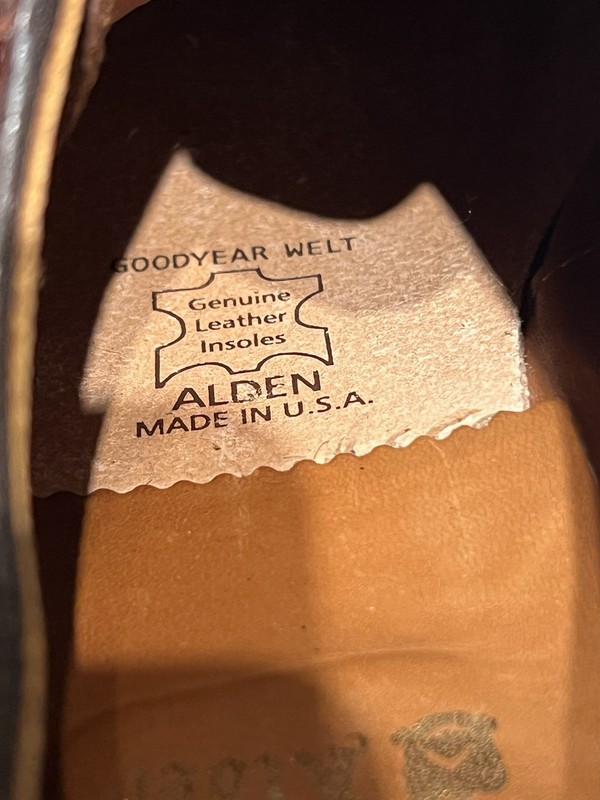 GOODYEAR WELT
Genuine
Leather
Insoles
ALDEN
MADE IN U.S.A.